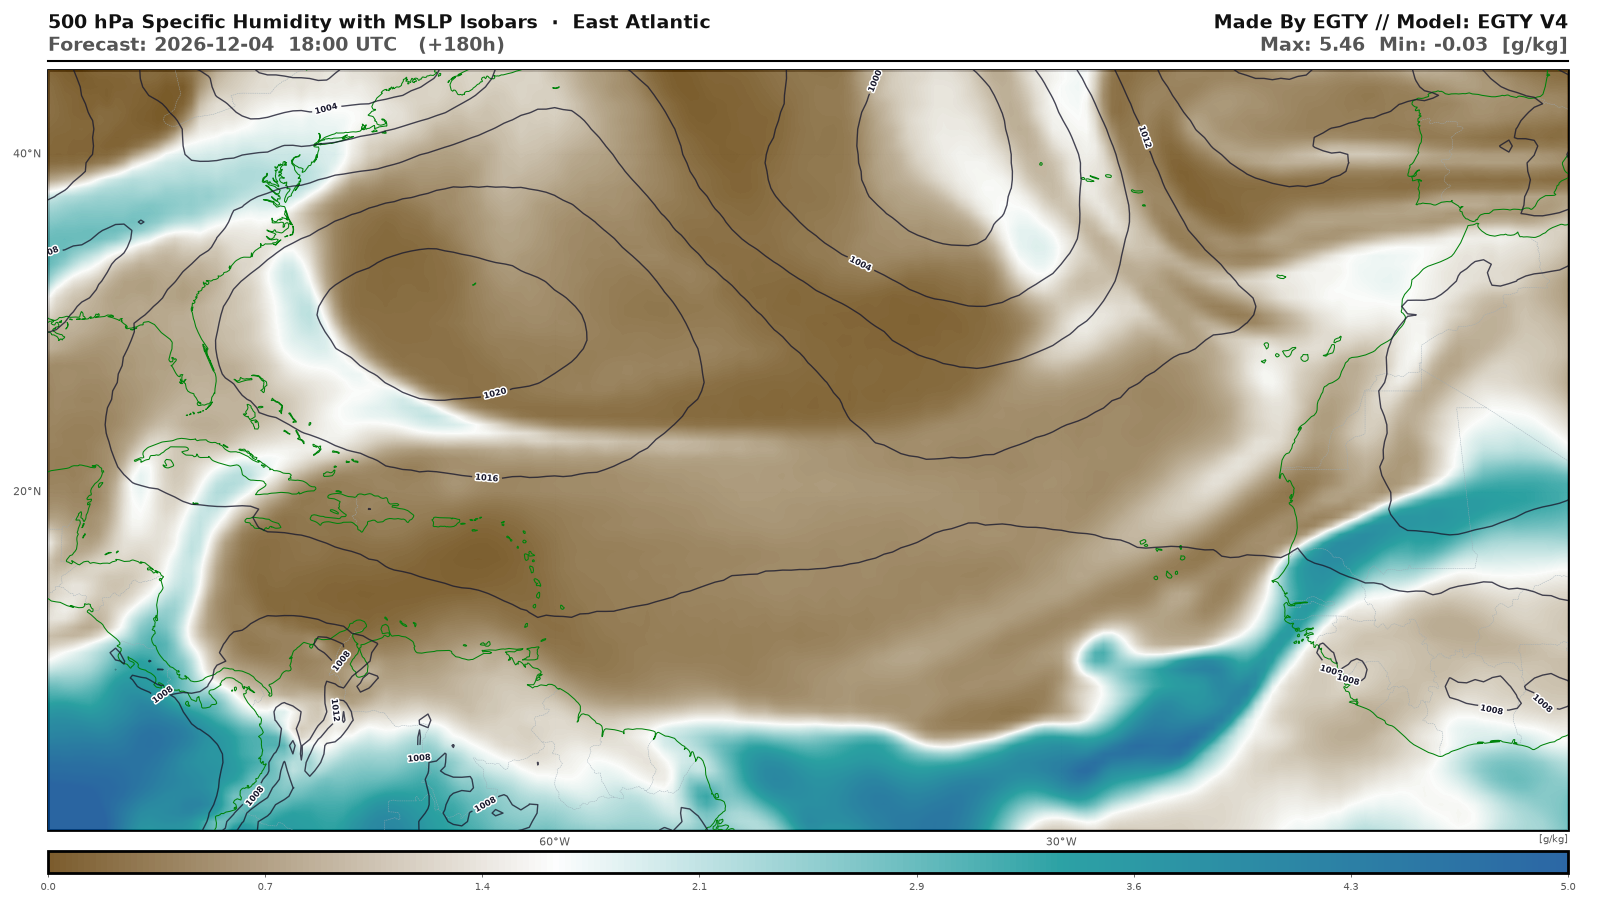 500 hPa Specific Humidity with MSLP Isobars · East Atlantic
Made By EGTY // Model: EGTY V4
Forecast: 2026-12-04 18:00 UTC (+180h)
Max: 5.46 Min: -0.03 [g/kg]
1004
1000
1012
40°N
08
1004
1020
1016
20°N
1008
1008
1008
1008
1012
1008
1008
1008
1008
1008
1008
60°W
30°W
[g/kg]
0.0
0.7
1.4
2.1
2.9
3.6
4.3
5.0